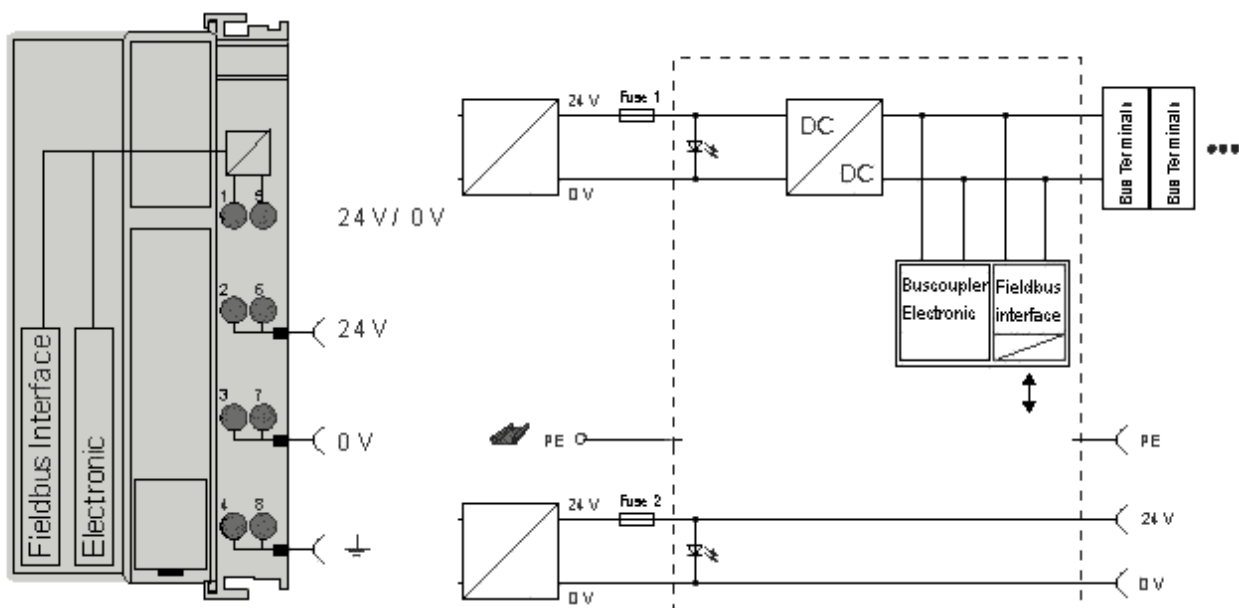 1 5
24 V / 0 V
2 6
24 V
3 7
0 V
4 8
Fieldbus Interface
Electronic
24 V
Fuse 1
0 V
DC
DC
Bus Terminals
Bus Terminals
Buscoupler
Electronic
Fieldbus
interface
PE
PE
24 V
Fuse 2
0 V
24 V
0 V